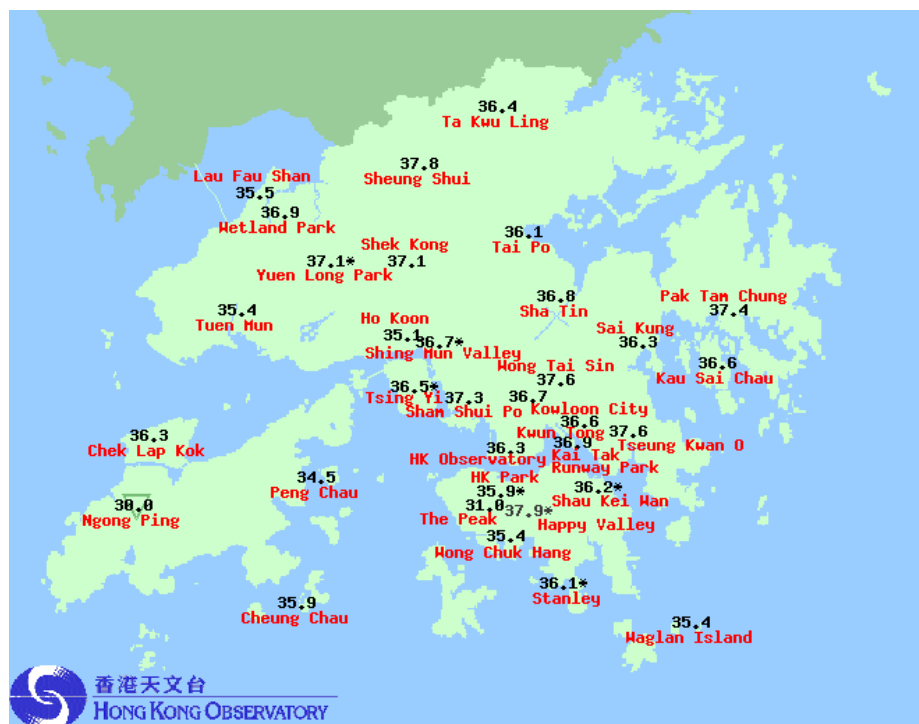 36.4
Ta Kwu Ling
37.8
Sheung Shui
Lau Fau Shan
35.5
36.9
Wetland Park
36.1
Tai Po
Shek Kong
37.1
37.1*
Yuen Long Park
36.8
Sha Tin
Pak Tam Chung
37.4
35.4
Tuen Mun
Ho Koon
35.1
36.7*
Shing Mun Valley
Sai Kung
36.3
Wong Tai Sin
37.6
36.6
Kau Sai Chau
36.5*
Tsing Yi
37.3
Sham Shui Po
36.7
Kowloon City
36.6
Kwun Tong
37.6
Tseung Kwan O
36.3
Chek Lap Kok
36.3
HK Observatory
36.9
Kai Tak
Runway Park
34.5
Peng Chau
HK Park
35.9*
36.2*
Shau Kei Wan
30.0
Ngong Ping
31.0
The Peak
37.9*
Happy Valley
35.4
Wong Chuk Hang
36.1*
Stanley
35.9
Cheung Chau
35.4
Waglan Island
香港天文台
HONG KONG OBSERVATORY